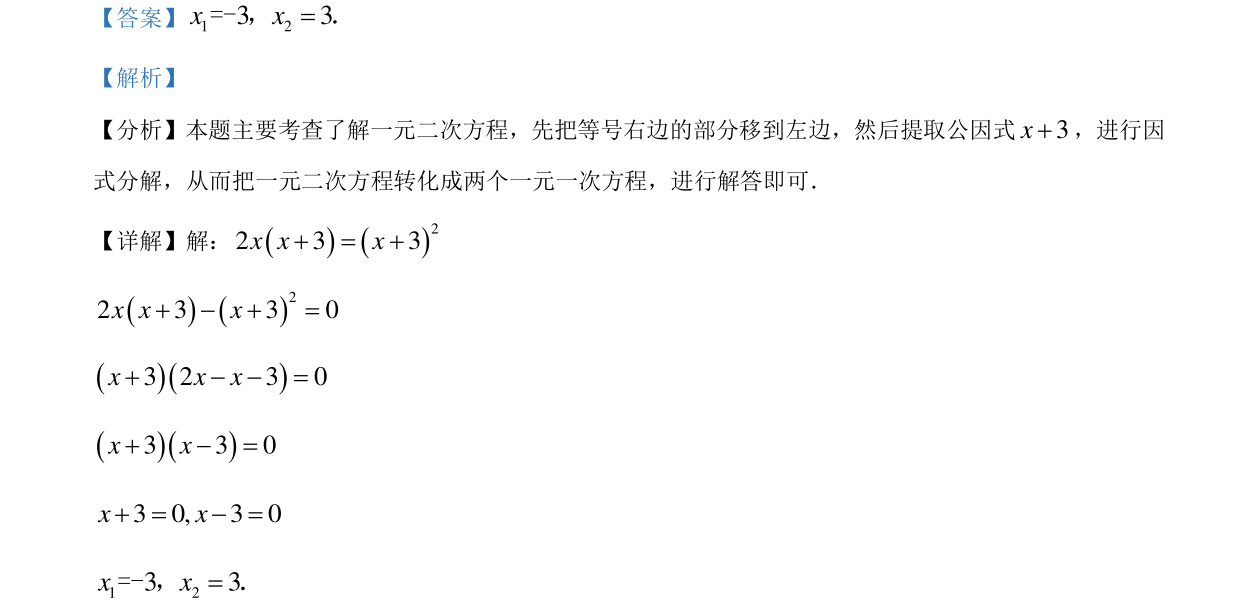 【答案】x₁=−3，x₂=3.
【解析】
【分析】本题主要考查了解一元二次方程，先把等号右边的部分移到左边，然后提取公因式 x+3，进行因
式分解，从而把一元二次方程转化成两个一元一次方程，进行解答即可．
【详解】解：2x(x+3)=(x+3)²
2x(x+3)−(x+3)²=0
(x+3)(2x−x−3)=0
(x+3)(x−3)=0
x+3=0,x−3=0
x₁=−3，x₂=3.